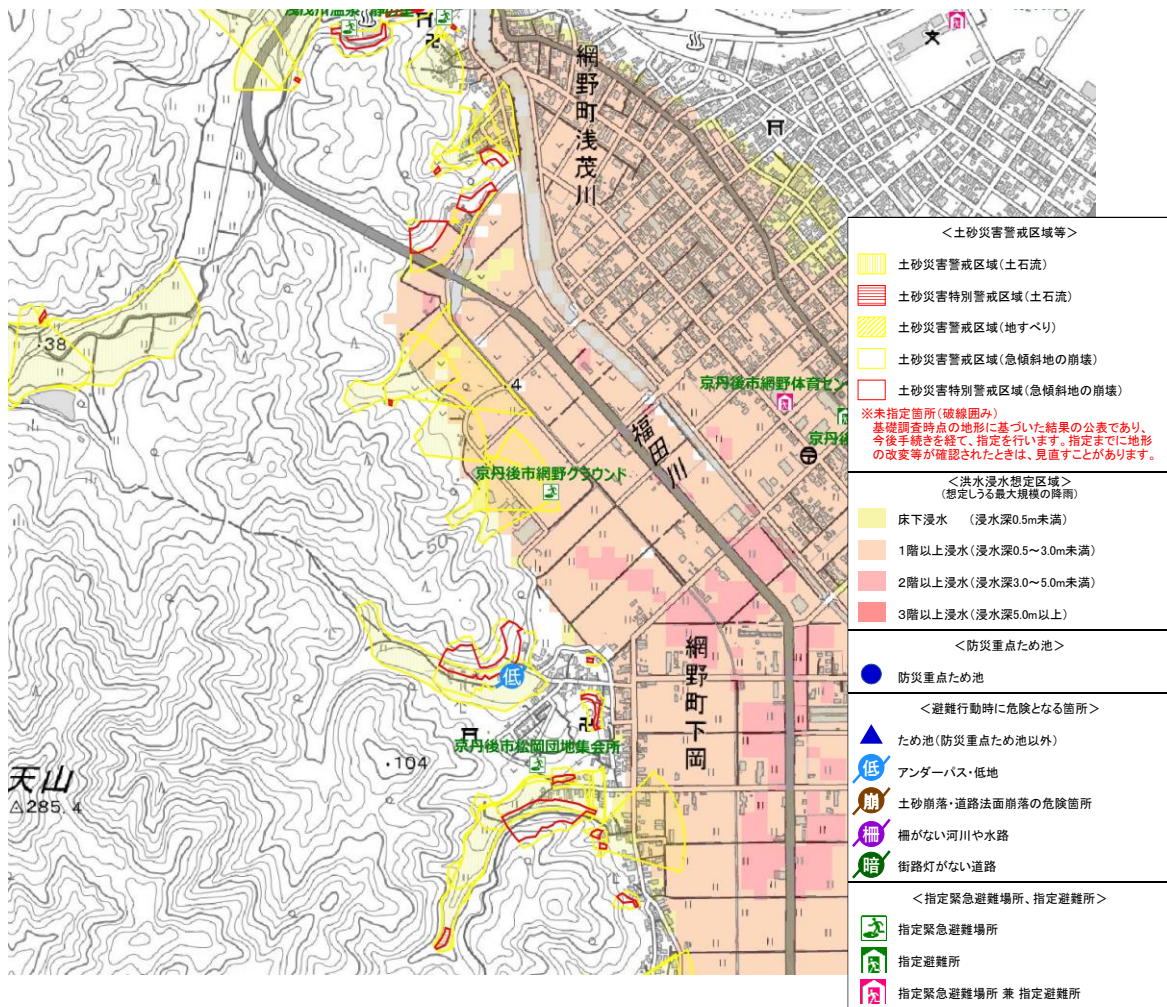 網野町浅茂川
・38
50
・4
京丹後市網野体育セン
京丹後
福田川
京丹後市網野グラウンド
50
網野町下岡
京丹後市松岡団地集会所
・104
天山
△285.4
低
＜土砂災害警戒区域等＞
土砂災害警戒区域（土石流）
土砂災害特別警戒区域（土石流）
土砂災害警戒区域（地すべり）
土砂災害警戒区域（急傾斜地の崩壊）
土砂災害特別警戒区域（急傾斜地の崩壊）
※未指定箇所（破線囲み）
基礎調査時点の地形に基づいた結果の公表であり、
今後手続きを経て、指定を行います。指定までに地形
の改変等が確認されたときは、見直すことがあります。
＜洪水浸水想定区域＞
（想定しうる最大規模の降雨）
床下浸水　（浸水深0.5m未満）
1階以上浸水（浸水深0.5～3.0m未満）
2階以上浸水（浸水深3.0～5.0m未満）
3階以上浸水（浸水深5.0m以上）
＜防災重点ため池＞
防災重点ため池
＜避難行動時に危険となる箇所＞
ため池（防災重点ため池以外）
低 アンダーパス・低地
崩 土砂崩落・道路法面崩落の危険箇所
柵 柵がない河川や水路
暗 街路灯がない道路
＜指定緊急避難場所、指定避難所＞
指定緊急避難場所
指定避難所
指定緊急避難場所 兼 指定避難所